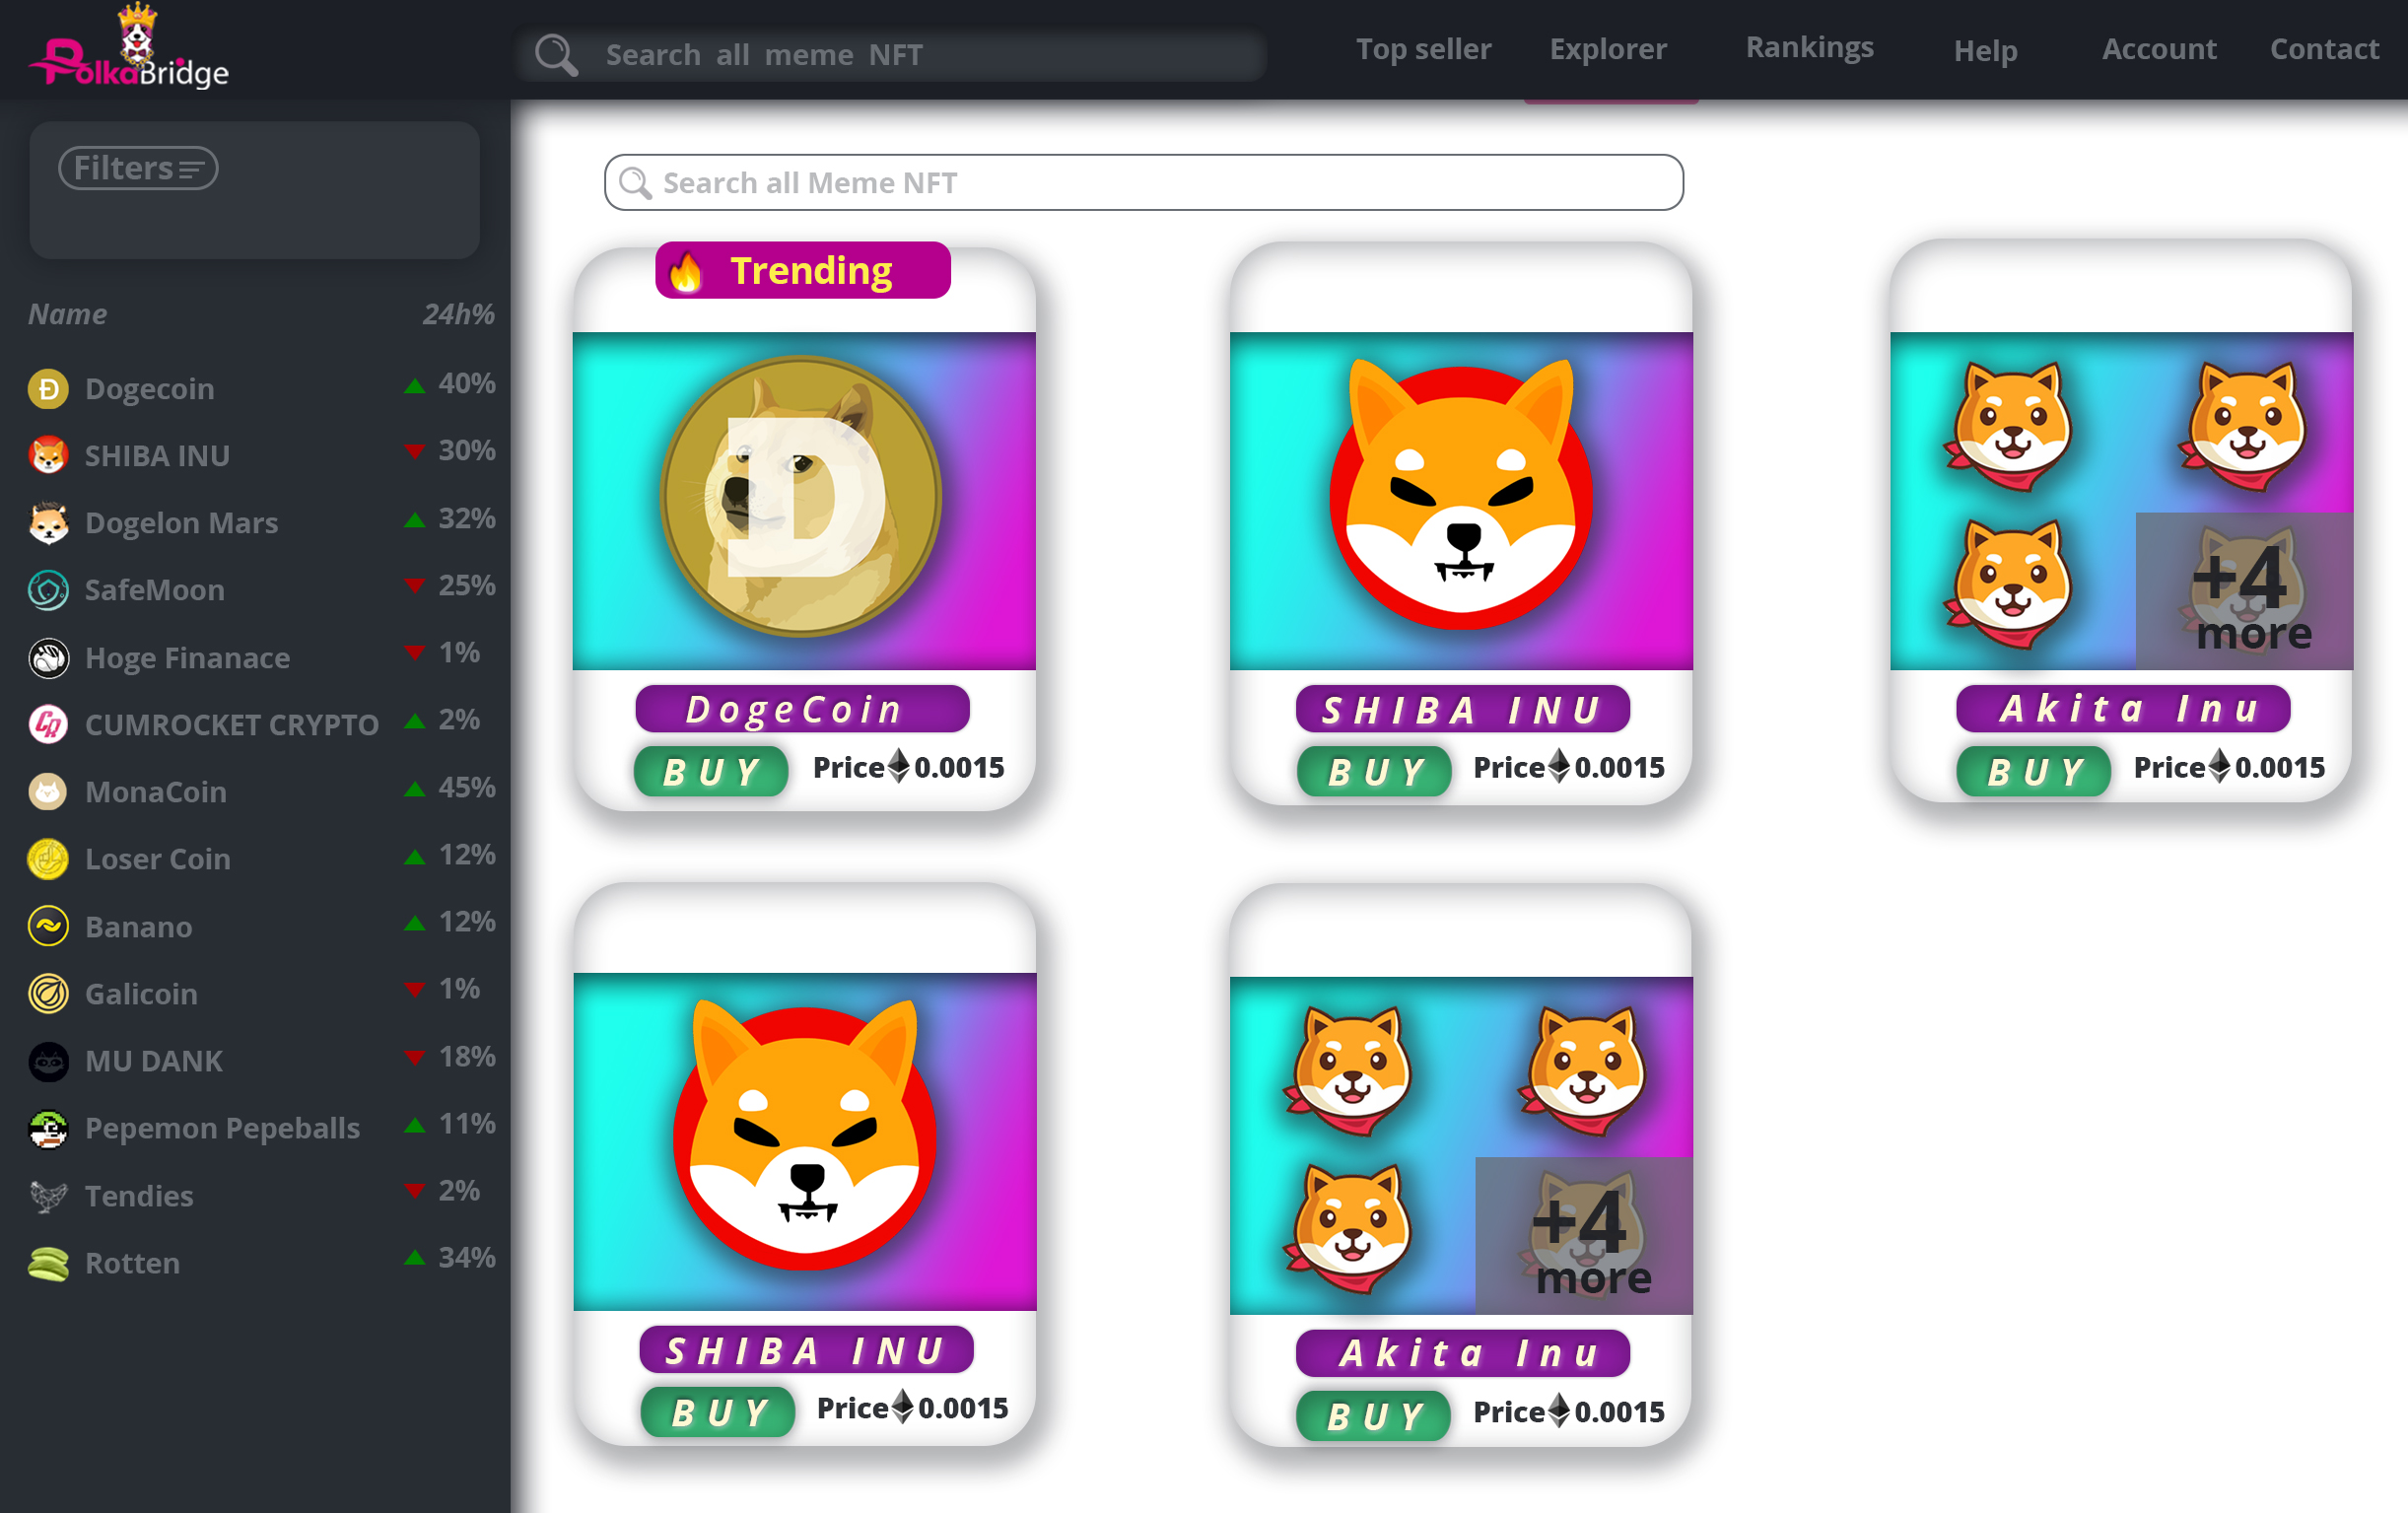 PolkaBridge
Search all meme NFT
Top seller
Explorer
Rankings
Help
Account
Contact
Filters
Name 24h%
Dogecoin 40%
SHIBA INU 30%
Dogelon Mars 32%
SafeMoon 25%
Hoge Finanace 1%
CUMROCKET CRYPTO 2%
MonaCoin 45%
Loser Coin 12%
Banano 12%
Galicoin 1%
MU DANK 18%
Pepemon Pepeballs 11%
Tendies 2%
Rotten 34%
Search all Meme NFT
Trending
D
DogeCoin
BUY Price 0.0015
SHIBA INU
BUY Price 0.0015
+4
more
Akita Inu
BUY Price 0.0015
SHIBA INU
BUY Price 0.0015
+4
more
Akita Inu
BUY Price 0.0015